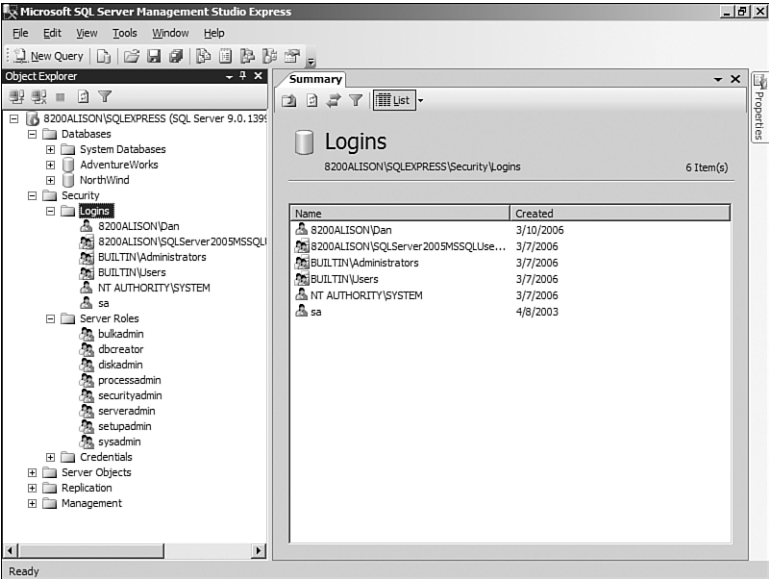 Microsoft SQL Server Management Studio Express
File Edit View Tools Window Help
New Query
Object Explorer
8200ALISON\SQLEXPRESS (SQL Server 9.0.1399
Databases
System Databases
AdventureWorks
NorthWind
Security
Logins
8200ALISON\Dan
8200ALISON\SQLServer2005MSSQLU
BUILTIN\Administrators
BUILTIN\Users
NT AUTHORITY\SYSTEM
sa
Server Roles
bulkadmin
dbcreator
diskadmin
processadmin
securityadmin
serveradmin
setupadmin
sysadmin
Credentials
Server Objects
Replication
Management
Summary
List
Logins
8200ALISON\SQLEXPRESS\Security\Logins 6 Item(s)
Name Created
8200ALISON\Dan 3/10/2006
8200ALISON\SQLServer2005MSSQLUse... 3/7/2006
BUILTIN\Administrators 3/7/2006
BUILTIN\Users 3/7/2006
NT AUTHORITY\SYSTEM 3/7/2006
sa 4/8/2003
Properties
Ready